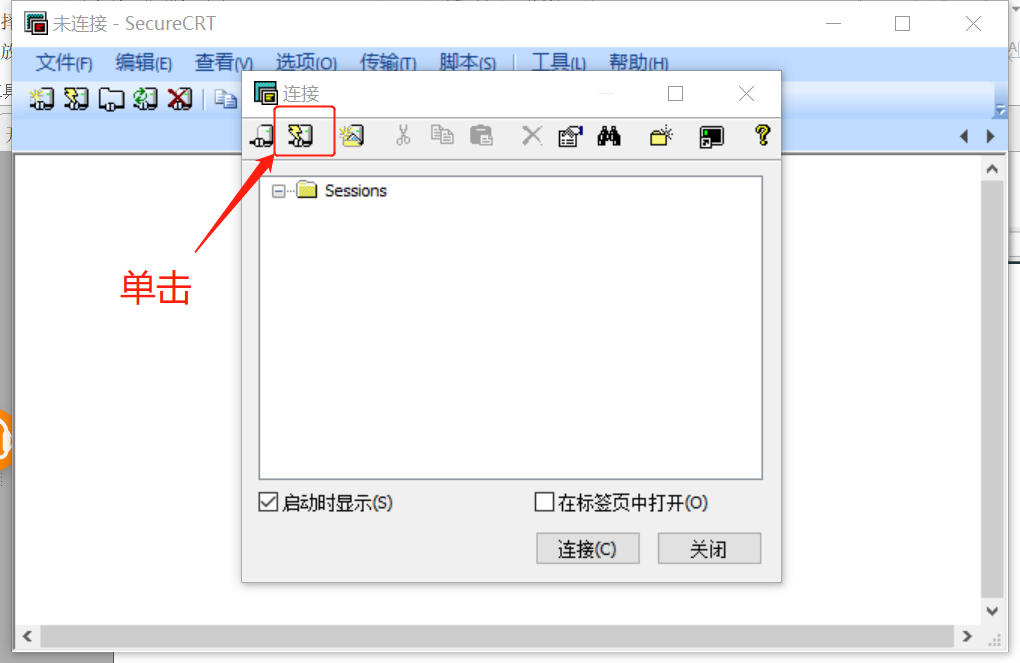 未连接 - SecureCRT
文件(F) 编辑(E) 查看(V) 选项(O) 传输(T) 脚本(S) 工具(L) 帮助(H)
连接
Sessions
单击
启动时显示(S) 在标签页中打开(O)
连接(C) 关闭